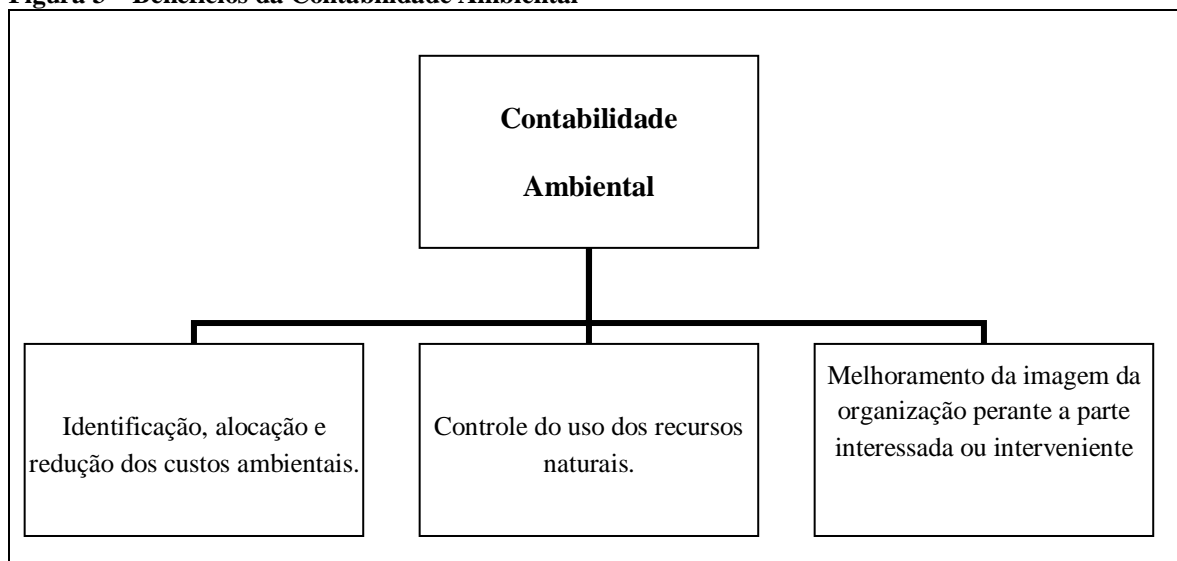 Figura – Benefícios da Contabilidade Ambiental
Contabilidade
Ambiental
Identificação, alocação e
redução dos custos ambientais.
Controle do uso dos recursos
naturais.
Melhoramento da imagem da
organização perante a parte
interessada ou interveniente